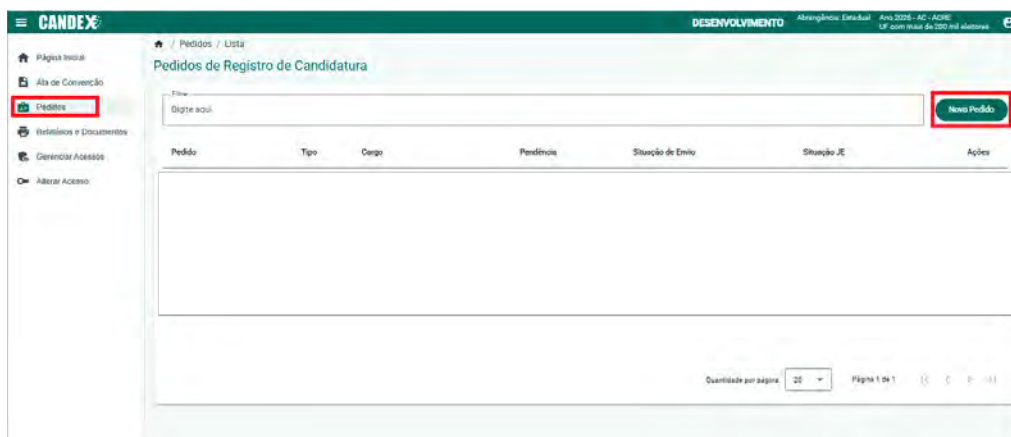 CANDEX
DESENVOLVIMENTO
Abrangência: Estadual
Ano 2026 - AC - ACRE
UF com mais de 200 mil eleitores
/ Pedidos / Lista
Página Inicial
Ata de Convenção
Pedidos
Relatórios e Documentos
Gerenciar Acessos
Alterar Acesso
Pedidos de Registro de Candidatura
Filtro
Digite aqui
Novo Pedido
Pedido Tipo Cargo Pendência Situação de Envio Situação JE Ações
Quantidade por página 20 Página 1 de 1